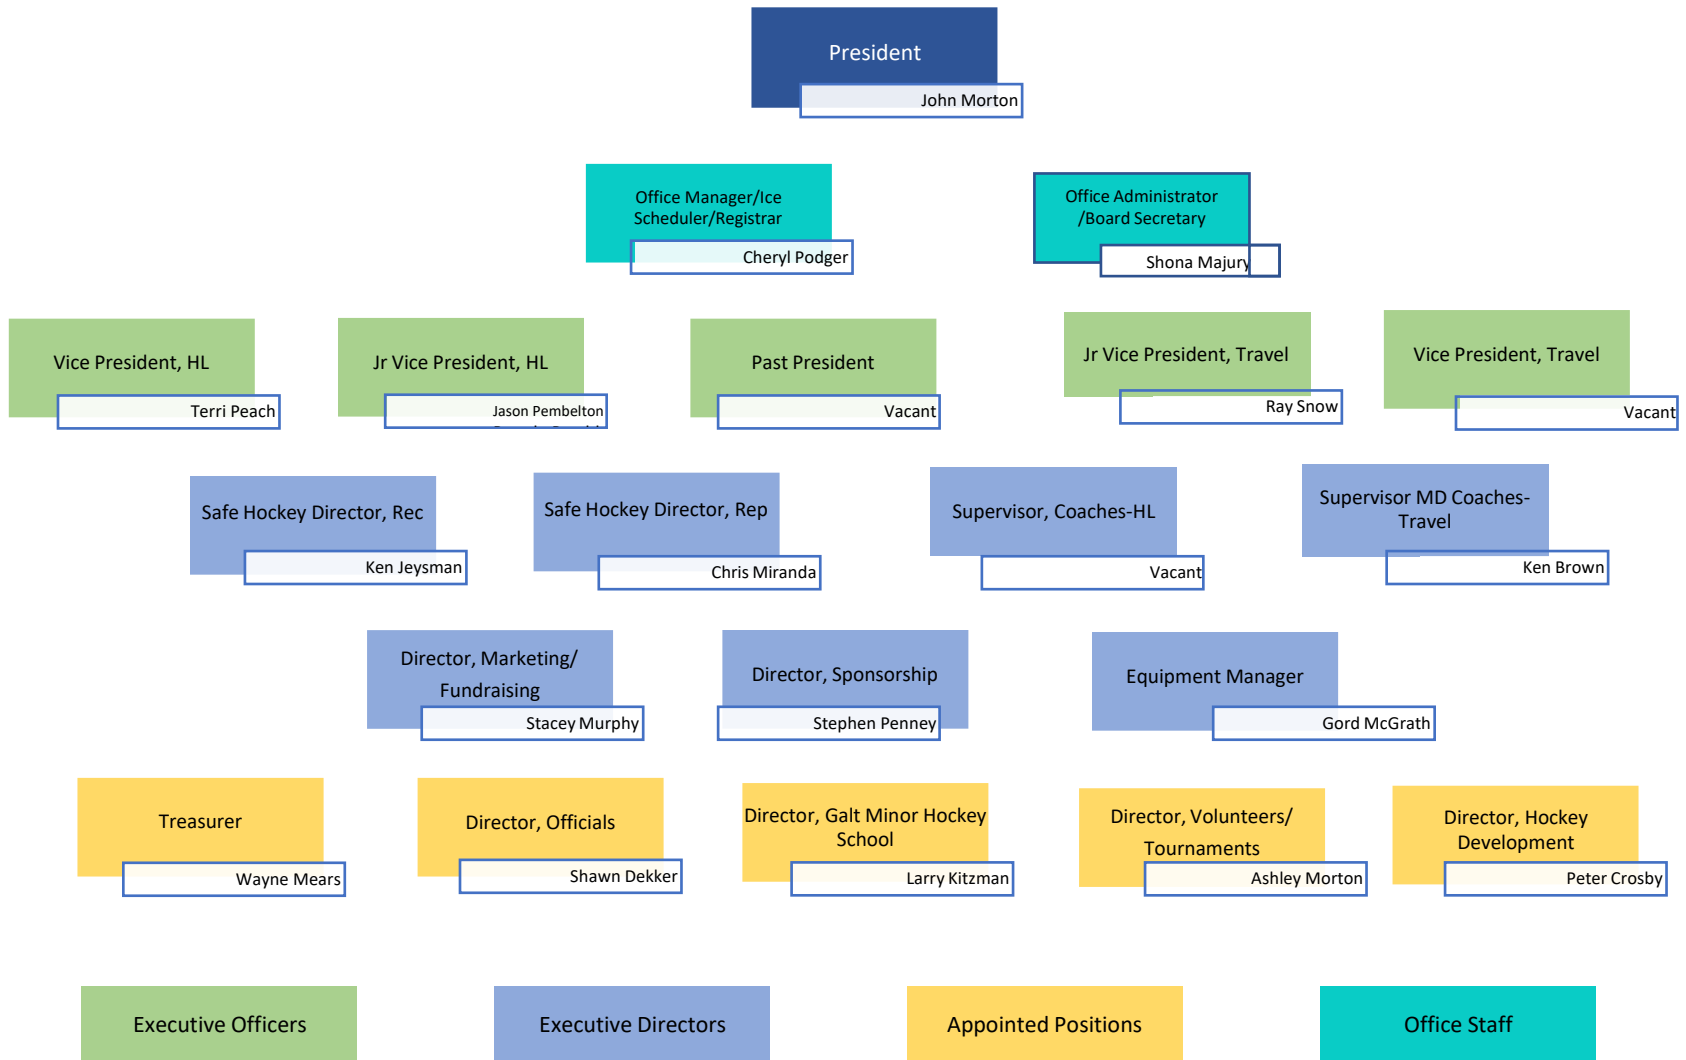 President
John Morton
Office Manager/Ice
Scheduler/Registrar
Cheryl Podger
Office Administrator
/Board Secretary
Shona Majury
Vice President, HL
Terri Peach
Jr Vice President, HL
Jason Pembelton
Past President
Vacant
Jr Vice President, Travel
Ray Snow
Vice President, Travel
Vacant
Safe Hockey Director, Rec
Ken Jeysman
Safe Hockey Director, Rep
Chris Miranda
Supervisor, Coaches-HL
Vacant
Supervisor MD Coaches-
Travel
Ken Brown
Director, Marketing/
Fundraising
Stacey Murphy
Director, Sponsorship
Stephen Penney
Equipment Manager
Gord McGrath
Treasurer
Wayne Mears
Director, Officials
Shawn Dekker
Director, Galt Minor Hockey
School
Larry Kitzman
Director, Volunteers/
Tournaments
Ashley Morton
Director, Hockey
Development
Peter Crosby
Executive Officers
Executive Directors
Appointed Positions
Office Staff